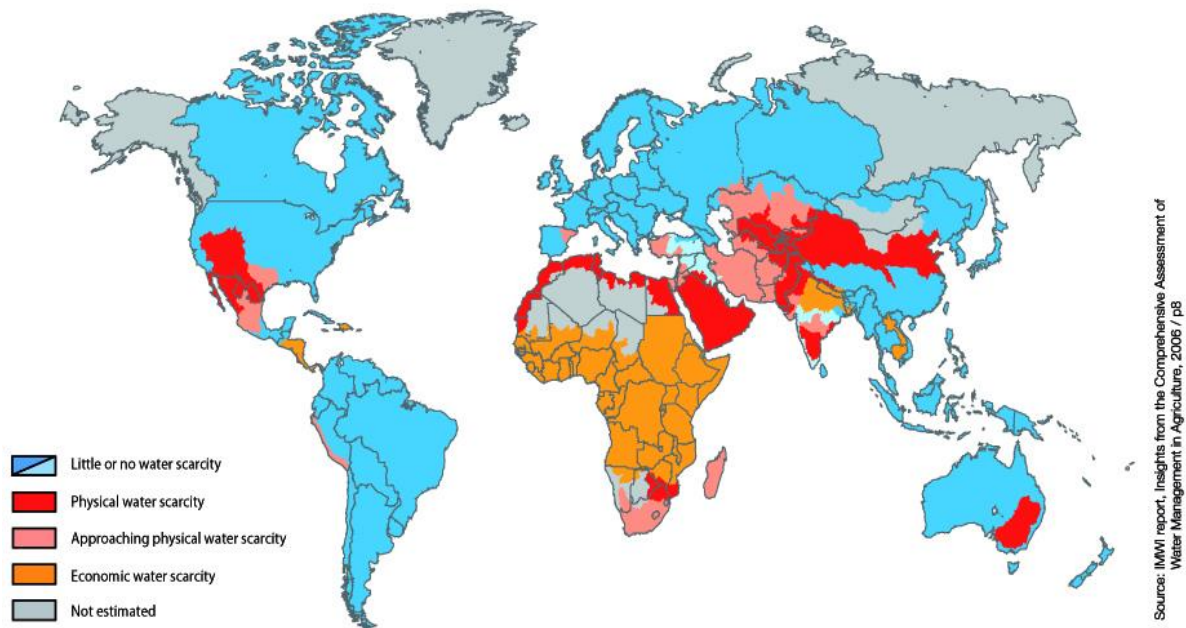 Little or no water scarcity
Physical water scarcity
Approaching physical water scarcity
Economic water scarcity
Not estimated
Source: IMWI report, Insights from the Comprehensive Assessment of
Water Management in Agriculture, 2006 / p8